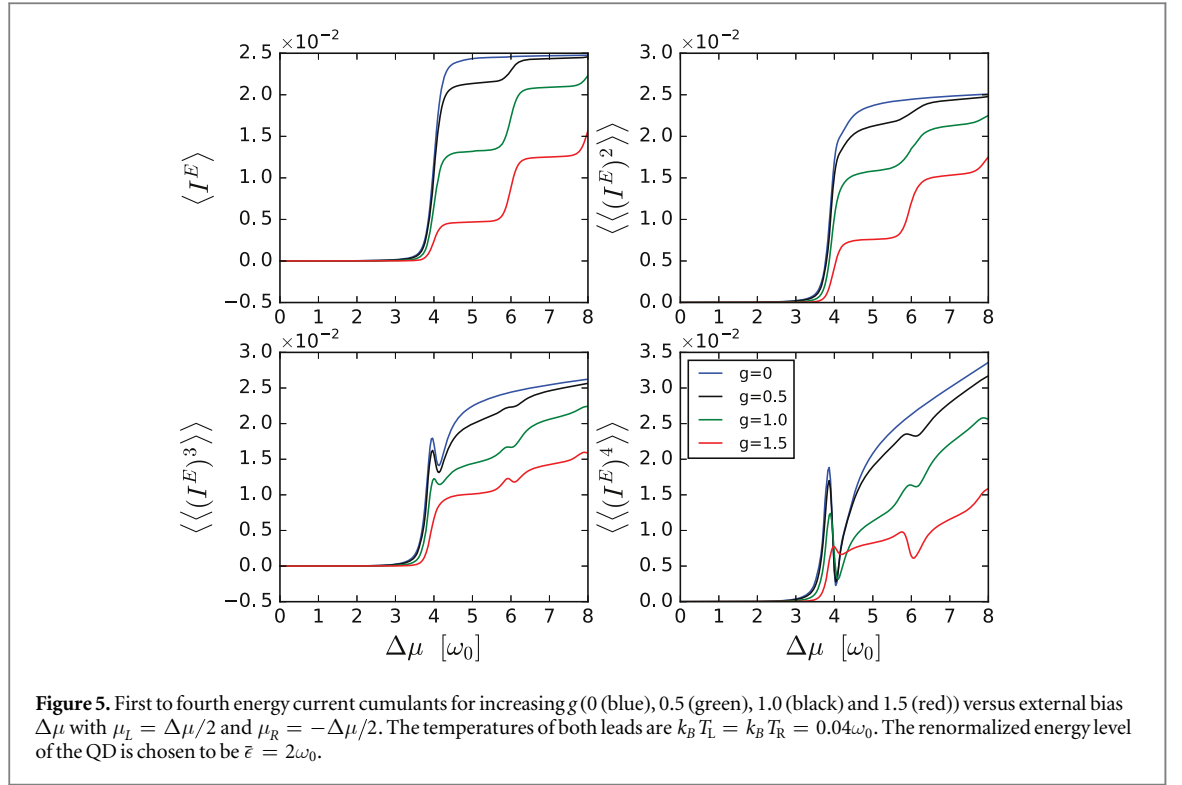 ×10⁻²
2.5
2.0
1.5
1.0
0.5
0.0
−0.5
0 1 2 3 4 5 6 7 8
⟨I^E⟩
×10⁻²
3.0
2.5
2.0
1.5
1.0
0.5
0.0
0 1 2 3 4 5 6 7 8
⟨⟨(I^E)²⟩⟩
×10⁻²
3.0
2.5
2.0
1.5
1.0
0.5
0.0
−0.5
0 1 2 3 4 5 6 7 8
⟨⟨(I^E)³⟩⟩
Δμ [ω₀]
×10⁻²
3.5
3.0
2.5
2.0
1.5
1.0
0.5
0.0
0 1 2 3 4 5 6 7 8
⟨⟨(I^E)⁴⟩⟩
Δμ [ω₀]
g=0
g=0.5
g=1.0
g=1.5
Figure 5. First to fourth energy current cumulants for increasing g (0 (blue), 0.5 (green), 1.0 (black) and 1.5 (red)) versus external bias
Δμ with μ_L = Δμ/2 and μ_R = −Δμ/2. The temperatures of both leads are k_B T_L = k_B T_R = 0.04ω₀. The renormalized energy level
of the QD is chosen to be ε̄ = 2ω₀.